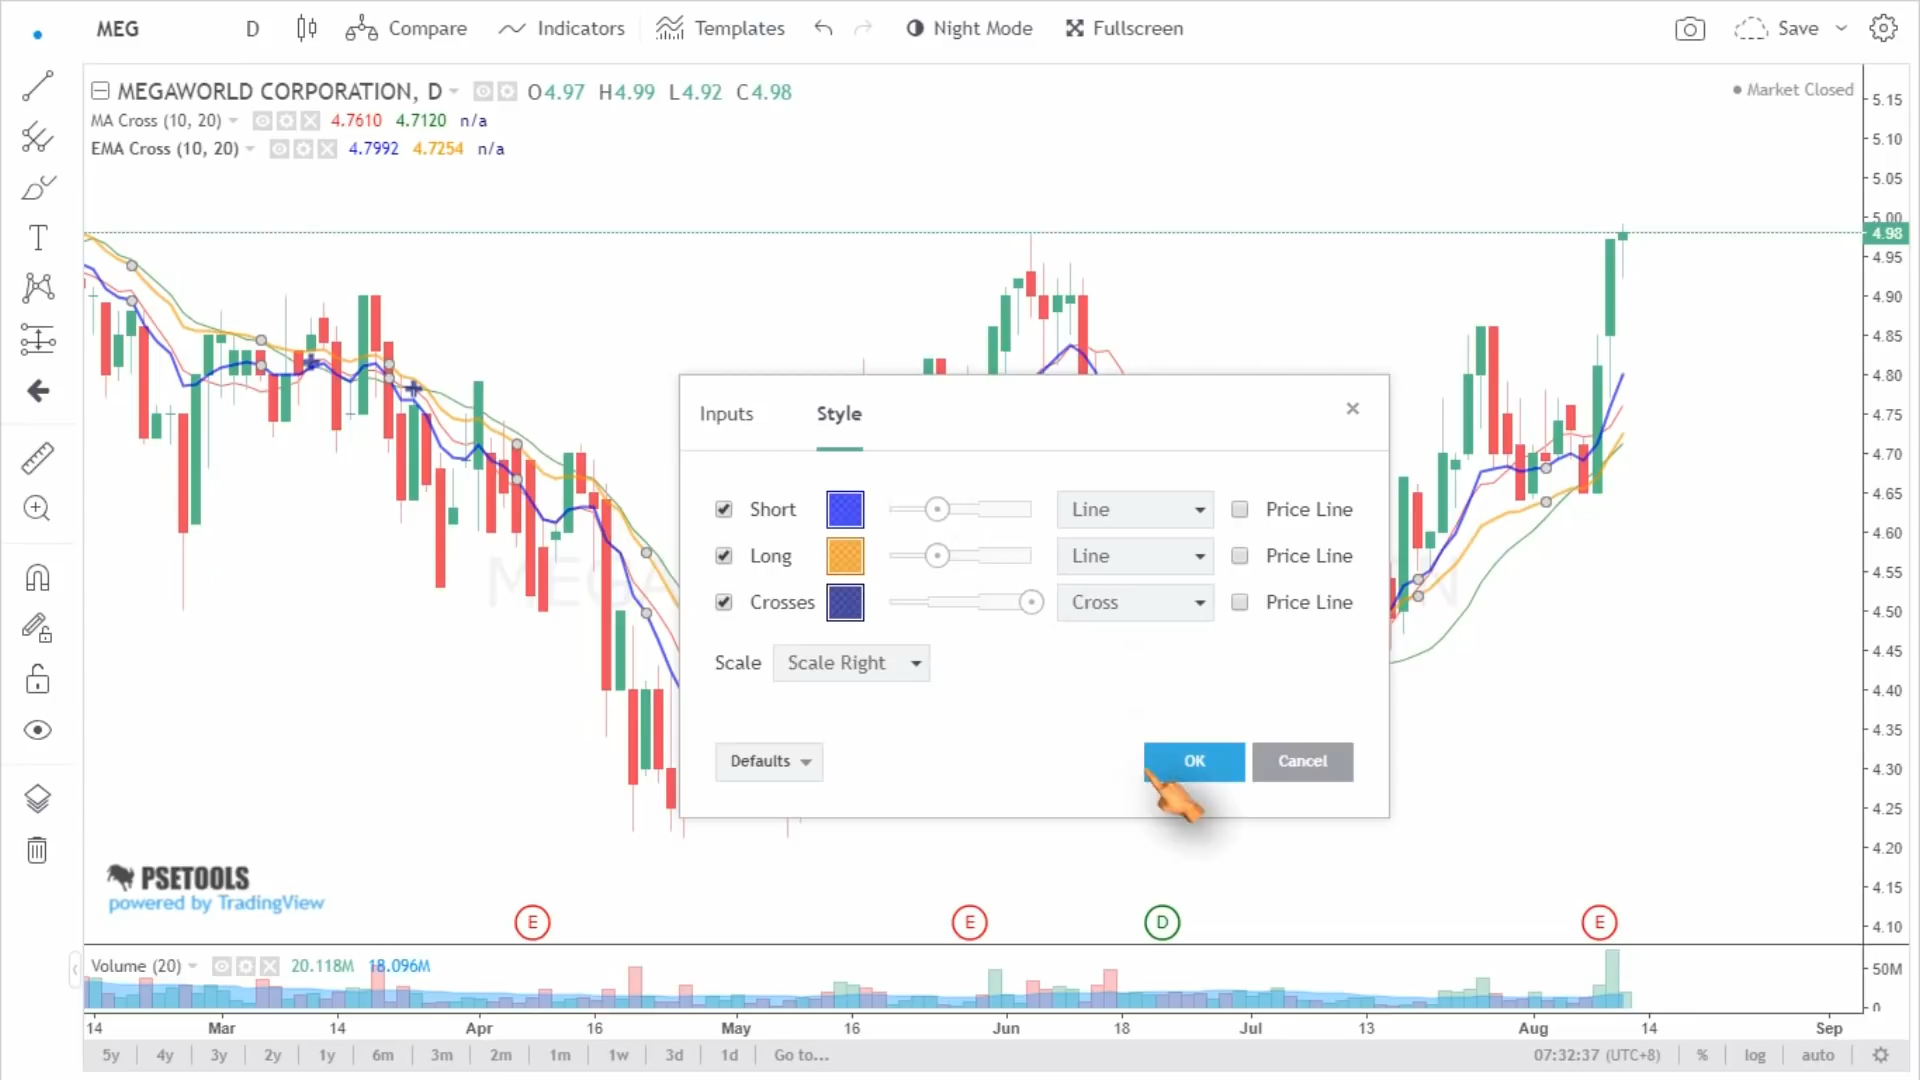 MEG D Compare Indicators Templates Night Mode Fullscreen Save
MEGAWORLD CORPORATION, D O4.97 H4.99 L4.92 C4.98
Market Closed
MA Cross (10, 20) 4.7610 4.7120 n/a
EMA Cross (10, 20) 4.7992 4.7254 n/a
5.15
5.10
5.05
5.00
4.98
4.95
4.90
4.85
4.80
4.75
4.70
4.65
4.60
4.55
4.50
4.45
4.40
4.35
4.30
4.25
4.20
4.15
4.10
Inputs Style
Short Line Price Line
Long Line Price Line
Crosses Cross Price Line
Scale Scale Right
Defaults OK Cancel
PSETOOLS
powered by TradingView
E E D E
Volume (20) 20.118M 18.096M
50M
0
14 Mar 14 Apr 16 May 16 Jun 18 Jul 13 Aug 14 Sep
5y 4y 3y 2y 1y 6m 3m 2m 1m 1w 3d 1d Go to... 07:32:37 (UTC+8) % log auto